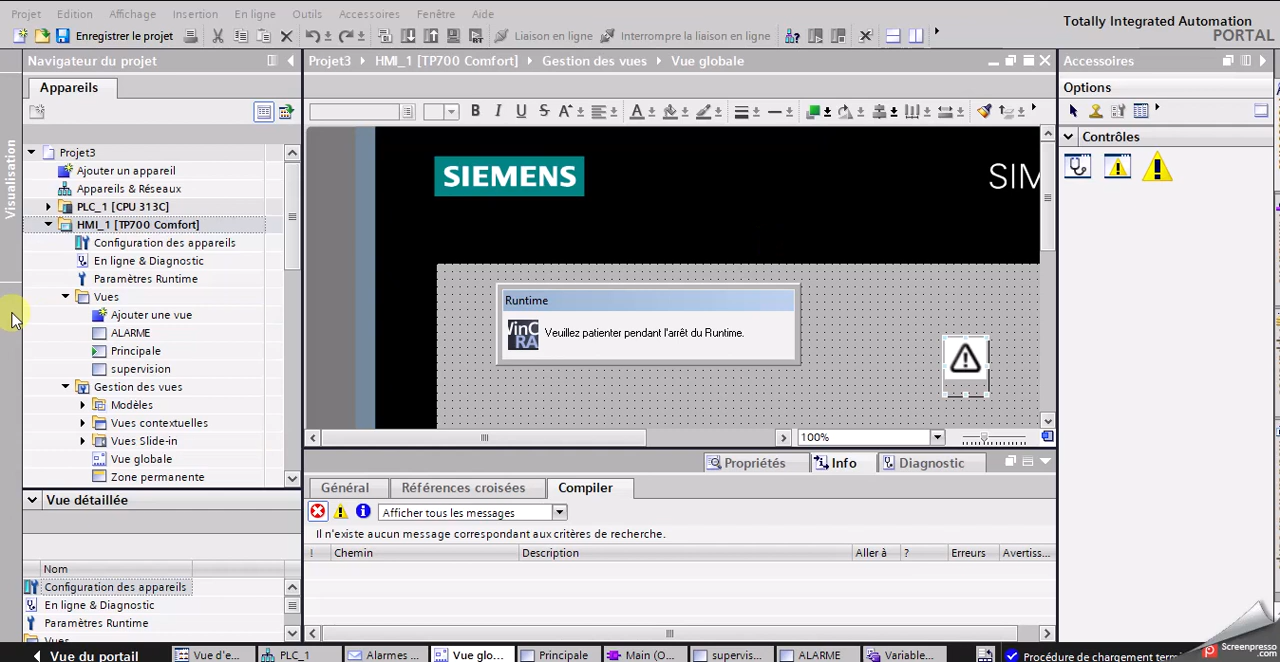 Projet Edition Affichage Insertion En ligne Outils Accessoires Fenêtre Aide
Totally Integrated Automation
PORTAL
Enregistrer le projet Liaison en ligne Interrompre la liaison en ligne
Navigateur du projet
Projet3 HMI_1 [TP700 Comfort] Gestion des vues Vue globale
Accessoires
Appareils
Options
Contrôles
Visualisation
Projet3
Ajouter un appareil
Appareils & Réseaux
PLC_1 [CPU 313C]
HMI_1 [TP700 Comfort]
Configuration des appareils
En ligne & Diagnostic
Paramètres Runtime
Vues
Ajouter une vue
ALARME
Principale
supervision
Gestion des vues
Modèles
Vues contextuelles
Vues Slide-in
Vue globale
Zone permanente
SIEMENS
SIM
Runtime
Veuillez patienter pendant l'arrêt du Runtime.
100%
Propriétés Info Diagnostic
Vue détaillée
Général Références croisées Compiler
Afficher tous les messages
Il n'existe aucun message correspondant aux critères de recherche.
! Chemin Description Aller à ? Erreurs Avertiss...
Nom
Configuration des appareils
En ligne & Diagnostic
Paramètres Runtime
Vues
Vue du portail Vue d'e... PLC_1 Alarmes ... Vue glo... Principale Main (O... supervis... ALARME Variable...
Procédure de chargement term
Screenpresso
.com